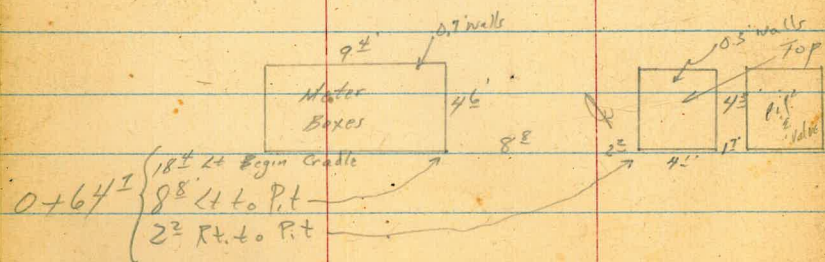 0.7' walls
9 4'
Meter
Boxes
4 6'
8 8
0.5' walls
Top
4 3
2 2
1 7
Pit
Valve
0+64 7
18 4 Lt Begin Cradle
8 8' Lt to Pit
2 2 Rt. to Pit